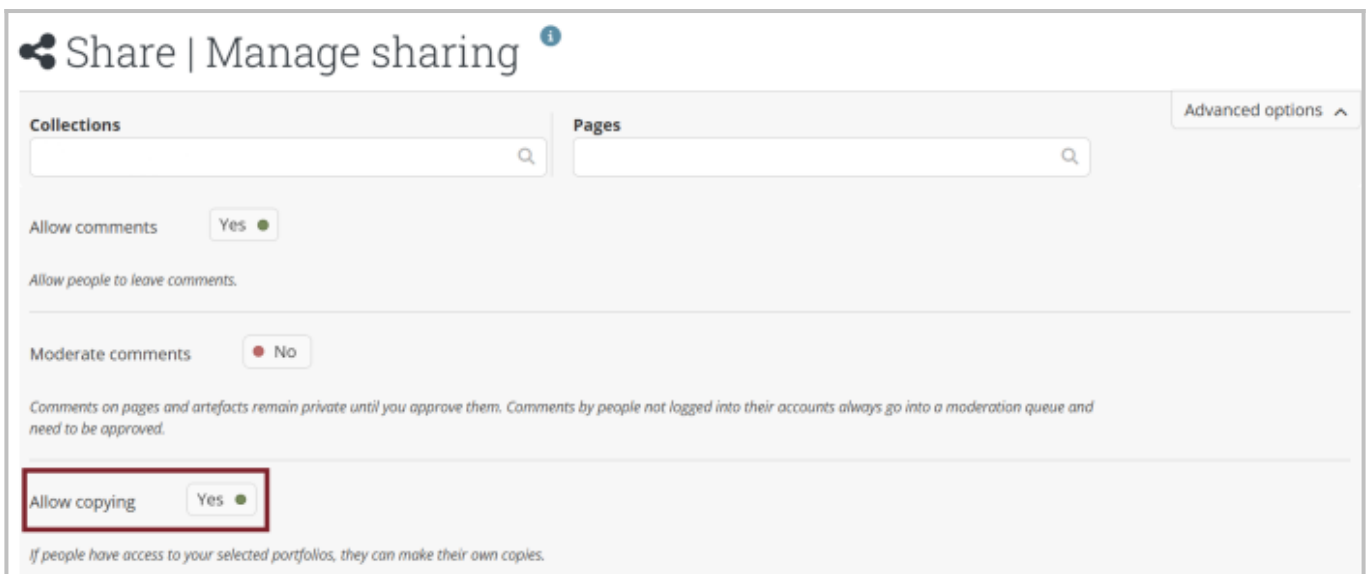 Share | Manage sharing
Advanced options
Collections
Pages
Allow comments Yes
Allow people to leave comments.
Moderate comments No
Comments on pages and artefacts remain private until you approve them. Comments by people not logged into their accounts always go into a moderation queue and
need to be approved.
Allow copying Yes
If people have access to your selected portfolios, they can make their own copies.